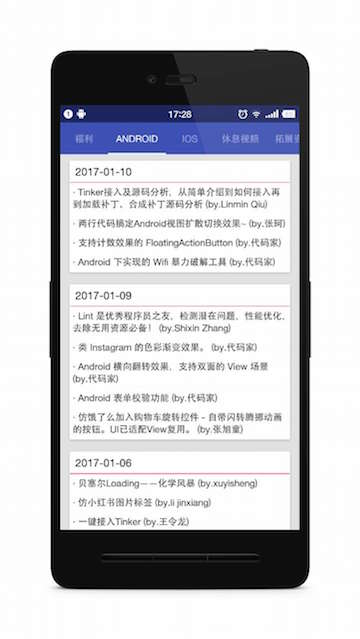 17:28
福利 ANDROID IOS 休息视频 拓展资
2017-01-10
· Tinker接入及源码分析，从简单介绍到如何接入再
到加载补丁、合成补丁源码分析 (by.Linmin Qiu)
· 两行代码搞定Android视图扩散切换效果~ (by.张珂)
· 支持计数效果的 FloatingActionButton (by.代码家)
· Android 下实现的 Wifi 暴力破解工具 (by.代码家)
2017-01-09
· Lint 是优秀程序员之友，检测潜在问题，性能优化，
去除无用资源必备！ (by.Shixin Zhang)
· 类 Instagram 的色彩渐变效果。 (by.代码家)
· Android 横向翻转效果，支持双面的 View 场景
(by.代码家)
· Android 表单校验功能 (by.代码家)
· 仿饿了么加入购物车旋转控件 - 自带闪转腾挪动画
的按钮。UI已适配View复用。 (by.张旭童)
2017-01-06
· 贝塞尔Loading——化学风暴 (by.xuyisheng)
· 仿小红书图片标签 (by.li jinxiang)
· 一键接入Tinker (by.王令龙)